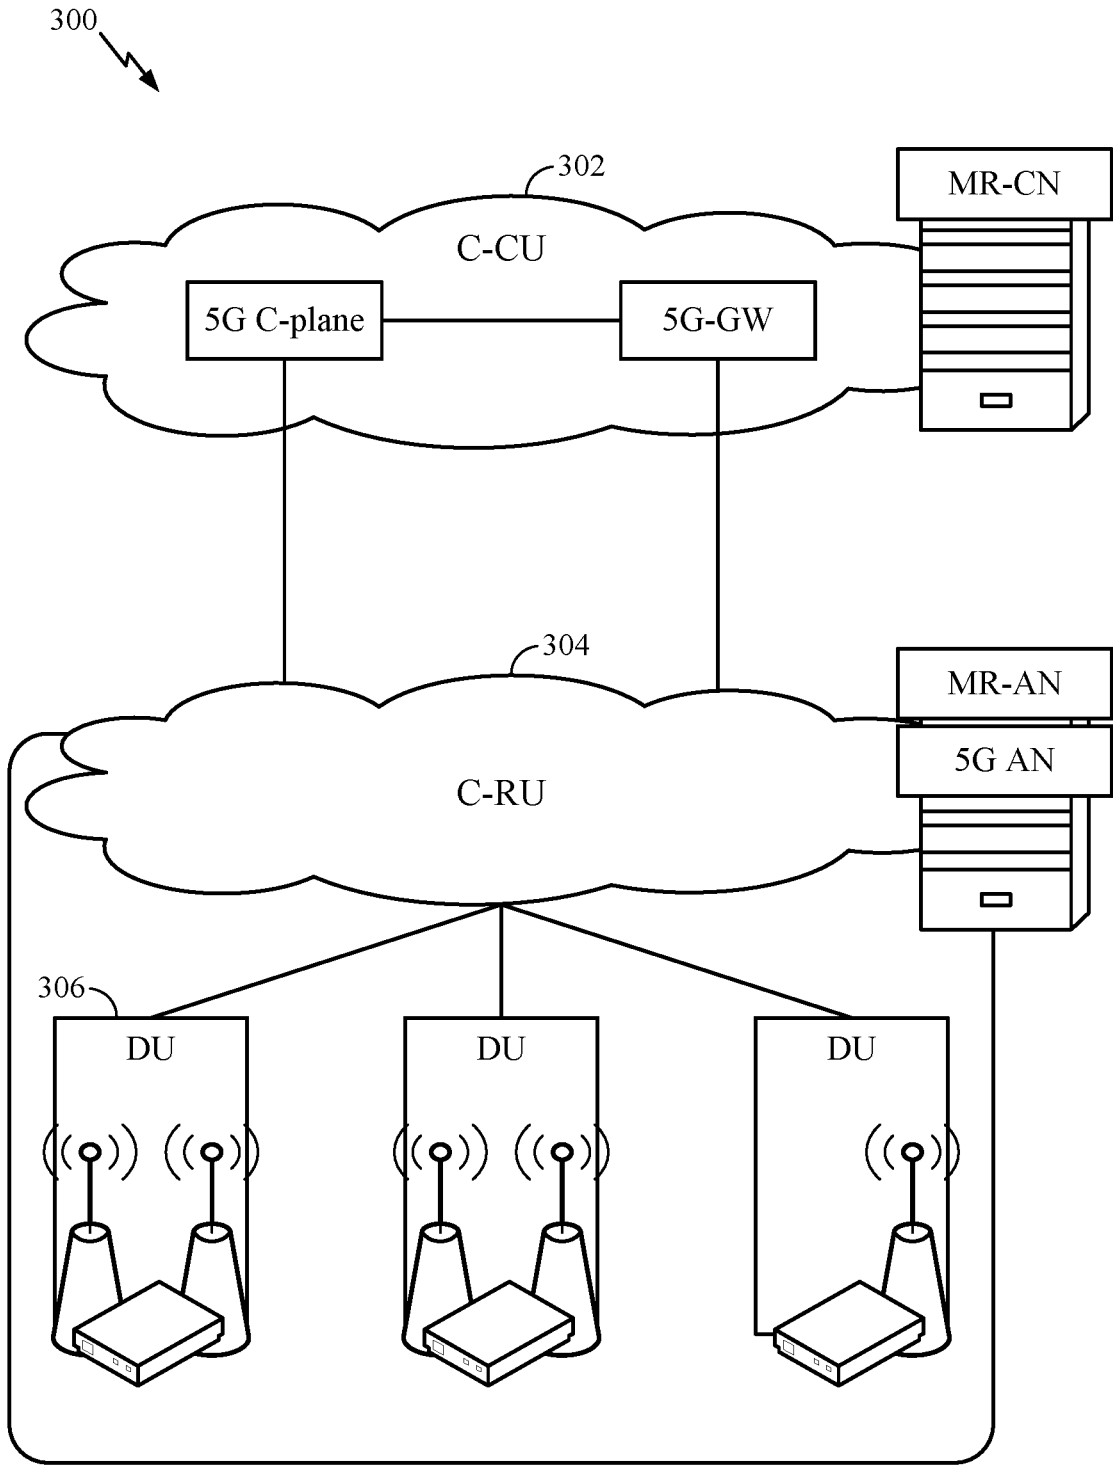 300
302
MR-CN
C-CU
5G C-plane
5G-GW
304
MR-AN
5G AN
C-RU
306
DU
DU
DU